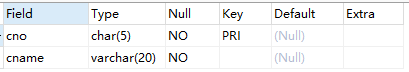 Field Type Null Key Default Extra
cno char(5) NO PRI (Null)
cname varchar(20) NO (Null)